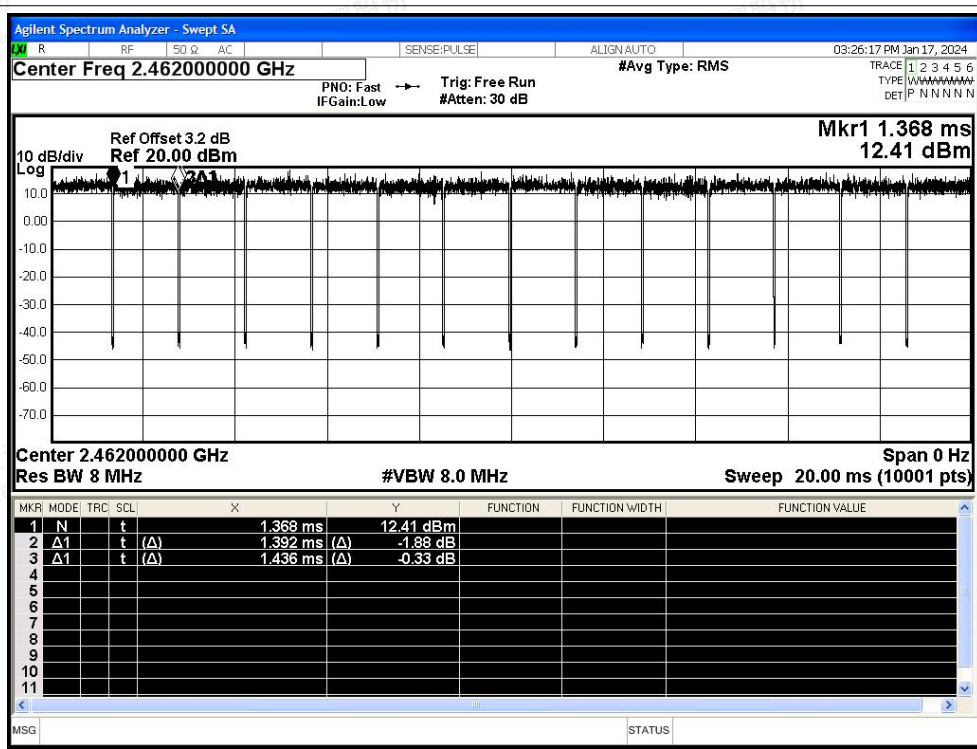 Agilent Spectrum Analyzer - Swept SA
LXI R RF 50 Ω AC SENSE:PULSE ALIGN AUTO 03:26:17 PM Jan 17, 2024
Center Freq 2.462000000 GHz #Avg Type: RMS TRACE 1 2 3 4 5 6
PNO: Fast Trig: Free Run TYPE
IFGain:Low #Atten: 30 dB DET P N N N N N
Mkr1 1.368 ms
Ref Offset 3.2 dB
10 dB/div Ref 20.00 dBm 12.41 dBm
Log
1 2Δ1
10.0
0.00
-10.0
-20.0
-30.0
-40.0
-50.0
-60.0
-70.0
Center 2.462000000 GHz Span 0 Hz
Res BW 8 MHz #VBW 8.0 MHz Sweep 20.00 ms (10001 pts)
MKR MODE TRC SCL X Y FUNCTION FUNCTION WIDTH FUNCTION VALUE
1 N t 1.368 ms 12.41 dBm
2 Δ1 t (Δ) 1.392 ms (Δ) -1.88 dB
3 Δ1 t (Δ) 1.436 ms (Δ) -0.33 dB
4
5
6
7
8
9
10
11
MSG STATUS